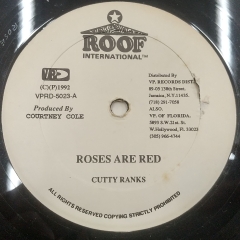 ROOF
INTERNATIONAL™
VP
(C)(P)1992
VPRD-5023-A
Produced By
COURTNEY COLE
Distributed By
VP. RECORDS DIST.
89-05 138th Street,
Jamaica, N.Y.11435.
(718) 291-7058
ALSO.
VP. OF FLORIDA.
5893 S.W.21st St.
W.Hollywood, Fl. 33023
(305) 966-4744
ROSES ARE RED
CUTTY RANKS
ALL RIGHTS RESERVED COPYING STRICTLY PROHIBITED